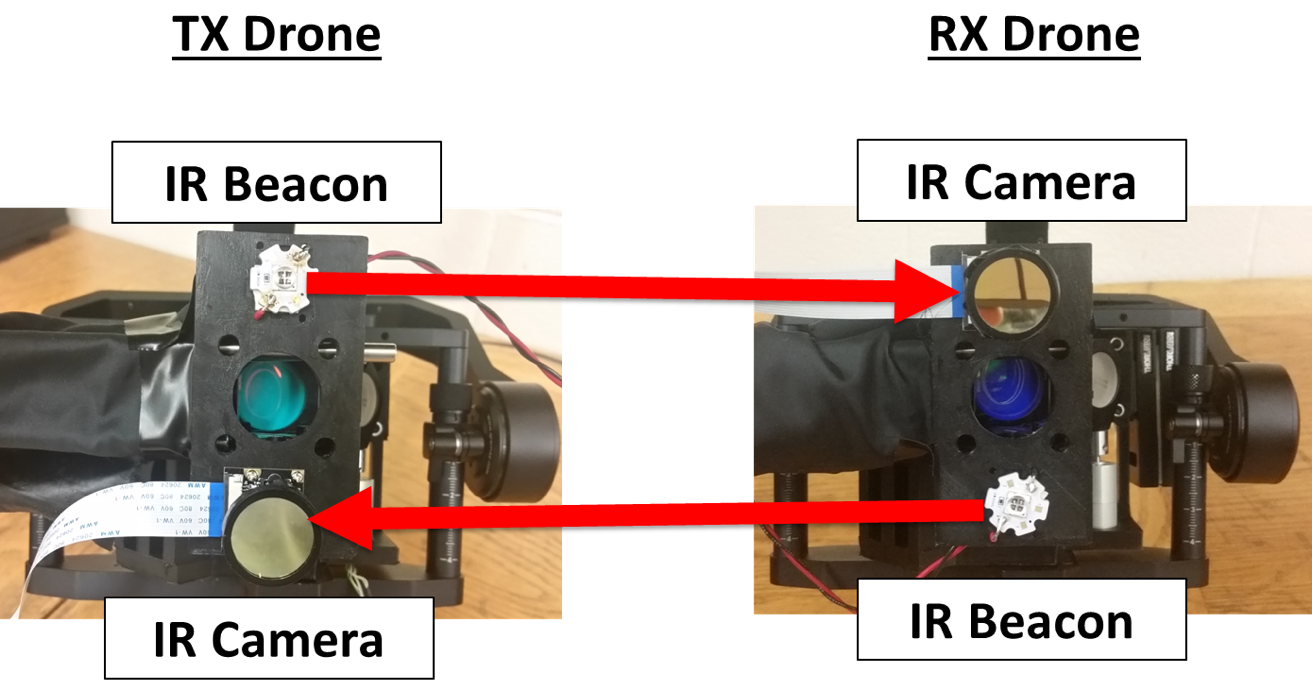 TX Drone
RX Drone
IR Beacon
IR Camera
IR Camera
IR Beacon